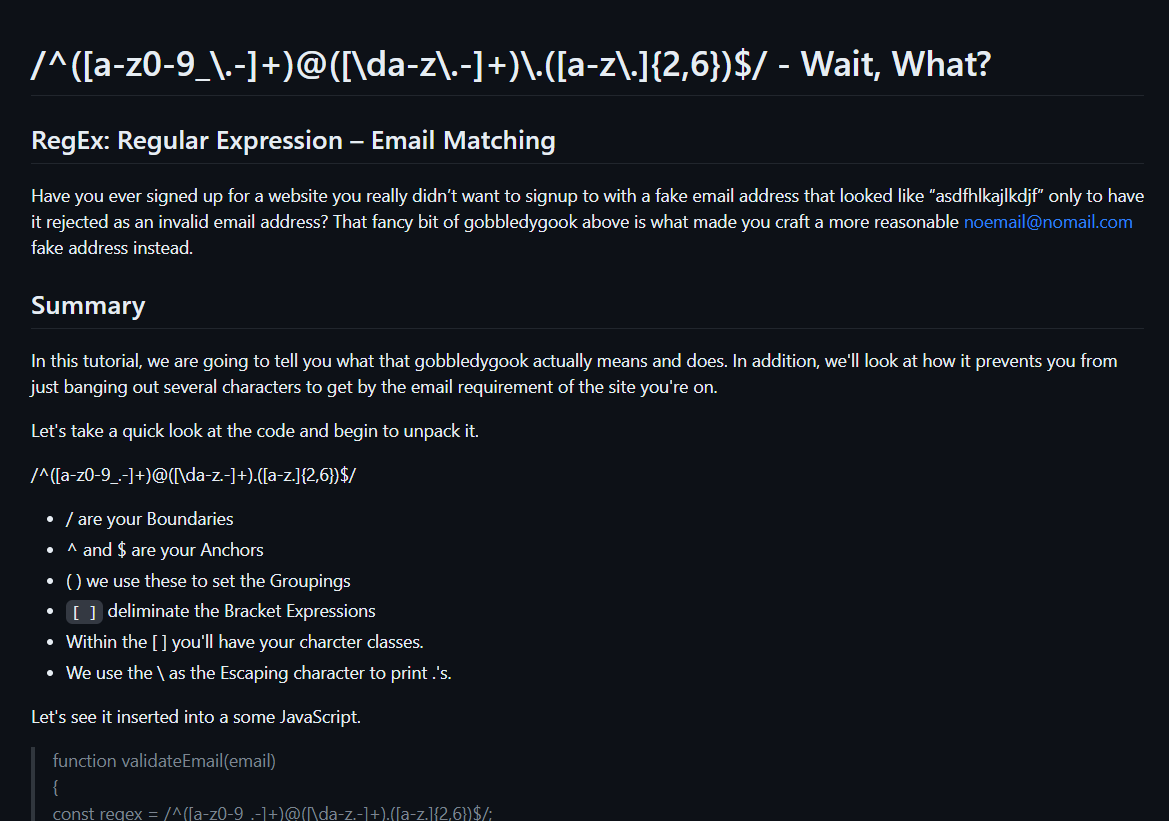 /^([a-z0-9_\.-]+)@([\da-z\.-]+)\.([a-z\.]{2,6})$/ - Wait, What?
RegEx: Regular Expression – Email Matching
Have you ever signed up for a website you really didn’t want to signup to with a fake email address that looked like “asdfhlkajlkdjf” only to have
it rejected as an invalid email address? That fancy bit of gobbledygook above is what made you craft a more reasonable noemail@nomail.com
fake address instead.
Summary
In this tutorial, we are going to tell you what that gobbledygook actually means and does. In addition, we'll look at how it prevents you from
just banging out several characters to get by the email requirement of the site you're on.
Let's take a quick look at the code and begin to unpack it.
/^([a-z0-9_.-]+)@([\da-z.-]+).([a-z.]{2,6})$/
• / are your Boundaries
• ^ and $ are your Anchors
• ( ) we use these to set the Groupings
• [ ] deliminate the Bracket Expressions
• Within the [ ] you'll have your charcter classes.
• We use the \ as the Escaping character to print .'s.
Let's see it inserted into a some JavaScript.
function validateEmail(email)
{
const regex = /^([a-z0-9_.-]+)@([\da-z.-]+).([a-z.]{2,6})$/;